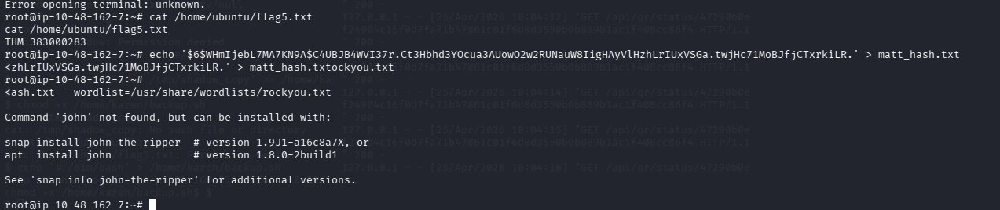 Error opening terminal: unknown.
root@ip-10-48-162-7:~# cat /home/ubuntu/flag5.txt
cat /home/ubuntu/flag5.txt
THM-383000283
root@ip-10-48-162-7:~# echo '$6$WHmIjebL7MA7KN9A$C4UBJB4WVI37r.Ct3Hbhd3YOcua3AUowO2w2RUNauW8IigHAyVlHzhLrIUxVSGa.twjHc71MoBJfjCTxrkiLR.' > matt_hash.txt
<zhLrIUxVSGa.twjHc71MoBJfjCTxrkiLR.' > matt_hash.txtockyou.txt
root@ip-10-48-162-7:~#
<ash.txt --wordlist=/usr/share/wordlists/rockyou.txt
Command 'john' not found, but can be installed with:
snap install john-the-ripper  # version 1.9J1-a16c8a7X, or
apt  install john             # version 1.8.0-2build1
See 'snap info john-the-ripper' for additional versions.
root@ip-10-48-162-7:~#